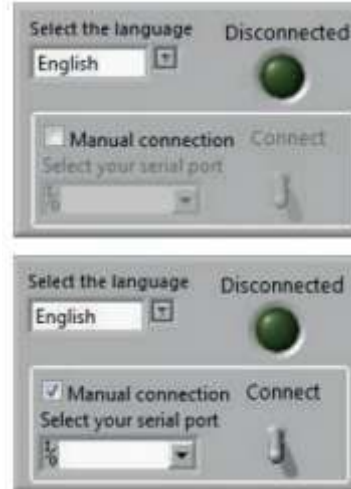 Select the language Disconnected
English
Manual connection Connect
Select your serial port
I/O
Select the language Disconnected
English
Manual connection Connect
Select your serial port
I/O